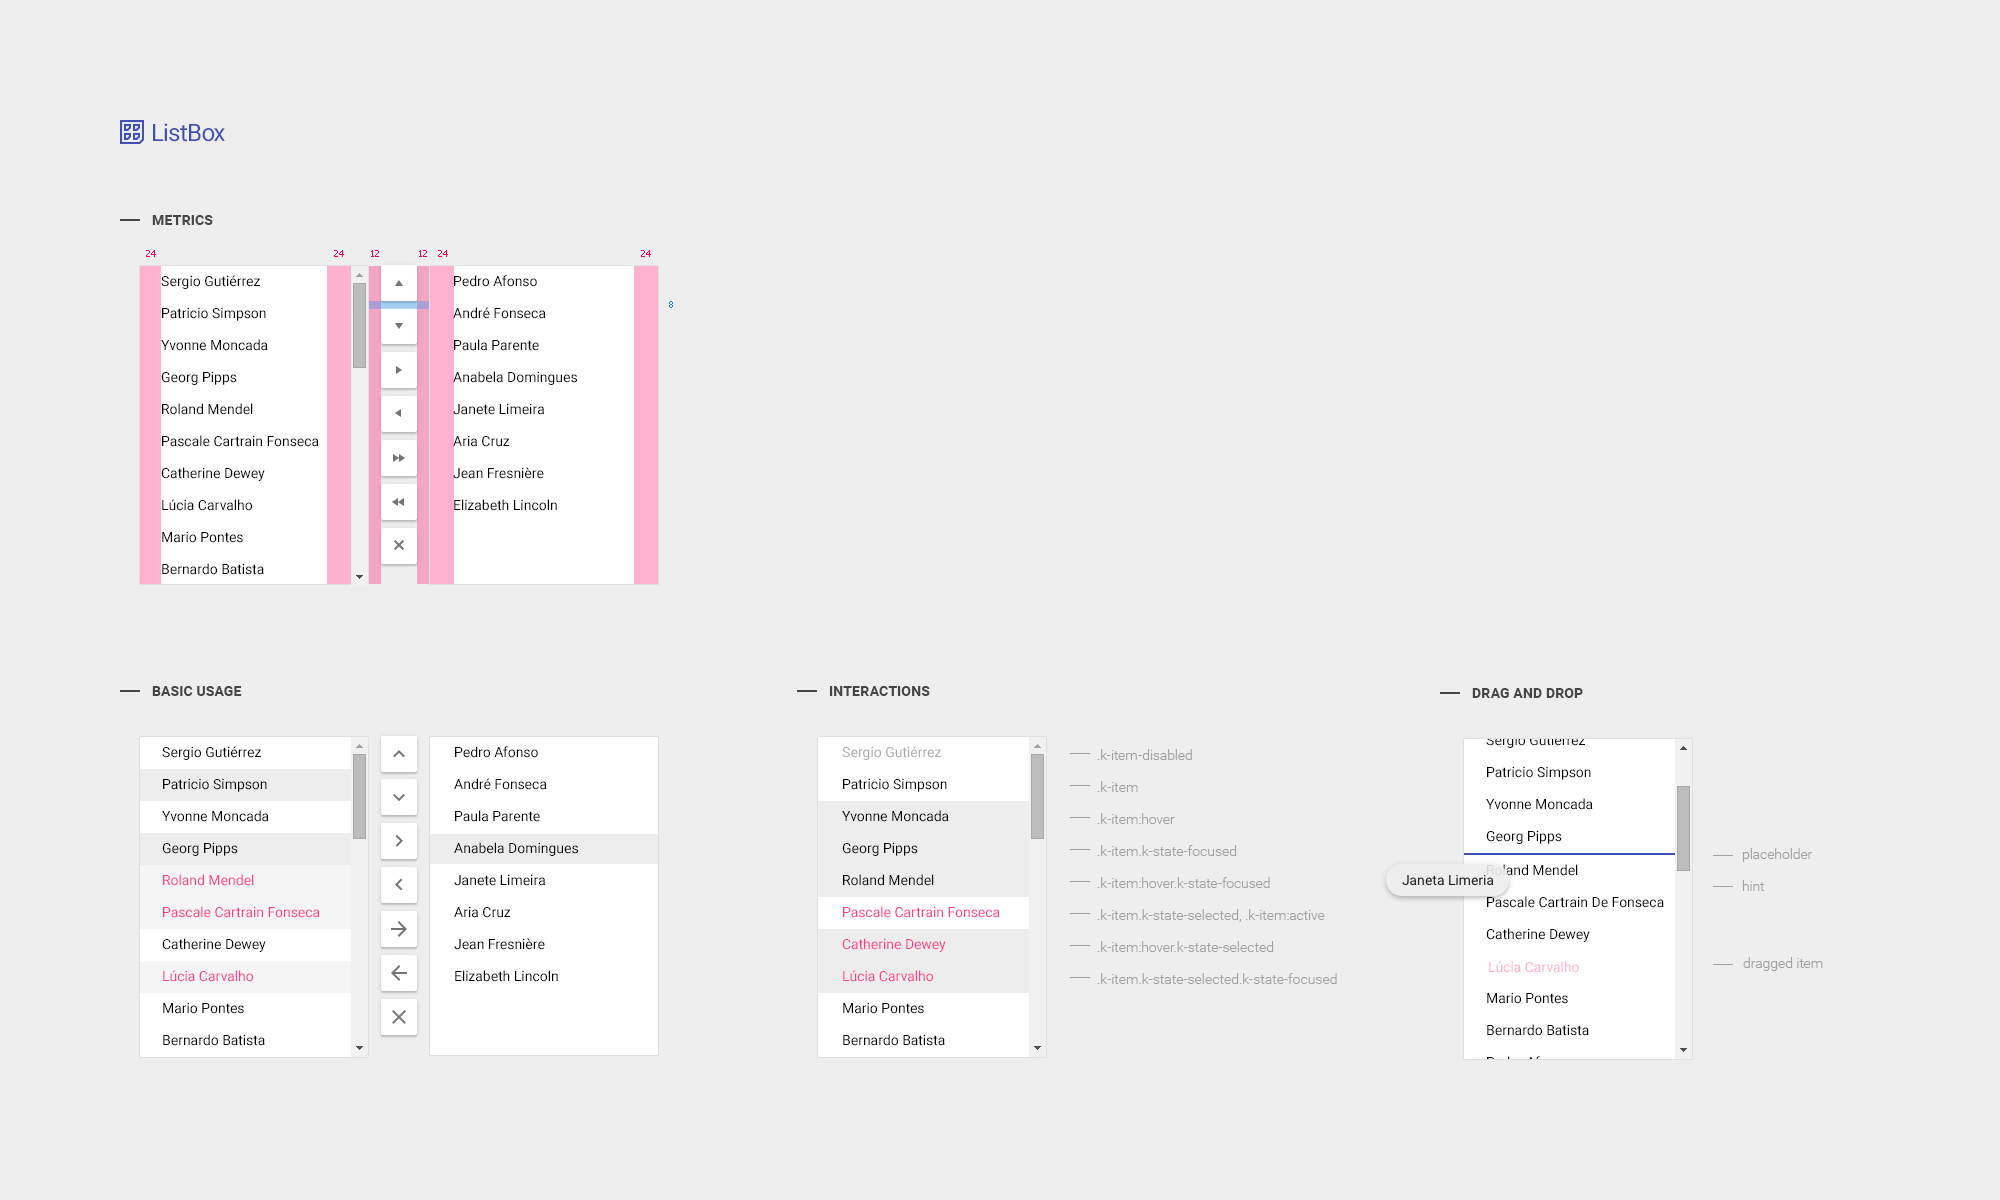 ListBox
METRICS
24 24 12 12 24 24
Sergio Gutiérrez
Patricio Simpson
Yvonne Moncada
Georg Pipps
Roland Mendel
Pascale Cartrain Fonseca
Catherine Dewey
Lúcia Carvalho
Mario Pontes
Bernardo Batista
Pedro Afonso
André Fonseca
Paula Parente
Anabela Domingues
Janete Limeira
Aria Cruz
Jean Fresnière
Elizabeth Lincoln
8
BASIC USAGE
Sergio Gutiérrez
Patricio Simpson
Yvonne Moncada
Georg Pipps
Roland Mendel
Pascale Cartrain Fonseca
Catherine Dewey
Lúcia Carvalho
Mario Pontes
Bernardo Batista
Pedro Afonso
André Fonseca
Paula Parente
Anabela Domingues
Janete Limeira
Aria Cruz
Jean Fresnière
Elizabeth Lincoln
INTERACTIONS
Sergio Gutiérrez
Patricio Simpson
Yvonne Moncada
Georg Pipps
Roland Mendel
Pascale Cartrain Fonseca
Catherine Dewey
Lúcia Carvalho
Mario Pontes
Bernardo Batista
.k-item-disabled
.k-item
.k-item:hover
.k-item.k-state-focused
.k-item:hover.k-state-focused
.k-item.k-state-selected, .k-item:active
.k-item:hover.k-state-selected
.k-item.k-state-selected.k-state-focused
DRAG AND DROP
Sergio Gutiérrez
Patricio Simpson
Yvonne Moncada
Georg Pipps
Roland Mendel
Janeta Limeria
Pascale Cartrain De Fonseca
Catherine Dewey
Lúcia Carvalho
Mario Pontes
Bernardo Batista
placeholder
hint
dragged item